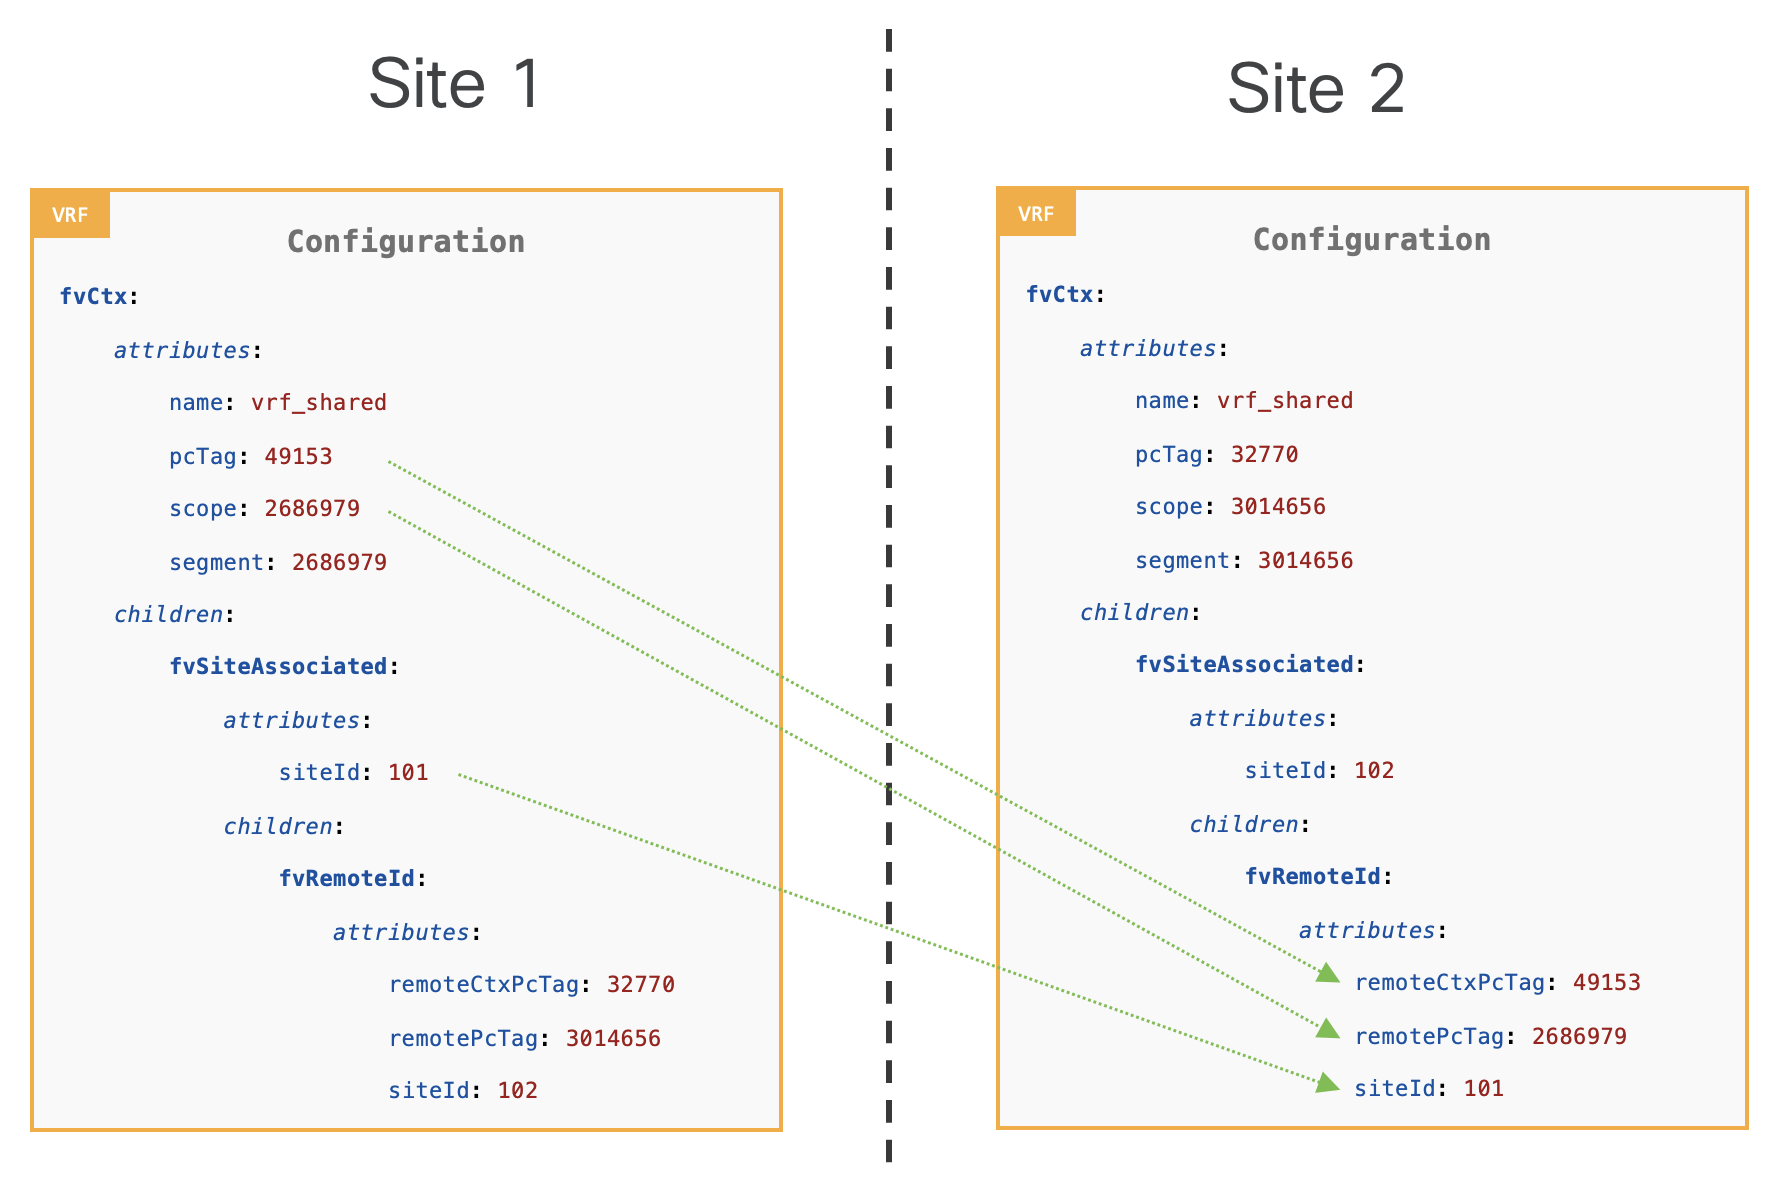 Site 1
VRF
Configuration
fvCtx:
attributes:
name: vrf_shared
pcTag: 49153
scope: 2686979
segment: 2686979
children:
fvSiteAssociated:
attributes:
siteId: 101
children:
fvRemoteId:
attributes:
remoteCtxPcTag: 32770
remotePcTag: 3014656
siteId: 102
Site 2
VRF
Configuration
fvCtx:
attributes:
name: vrf_shared
pcTag: 32770
scope: 3014656
segment: 3014656
children:
fvSiteAssociated:
attributes:
siteId: 102
children:
fvRemoteId:
attributes:
remoteCtxPcTag: 49153
remotePcTag: 2686979
siteId: 101